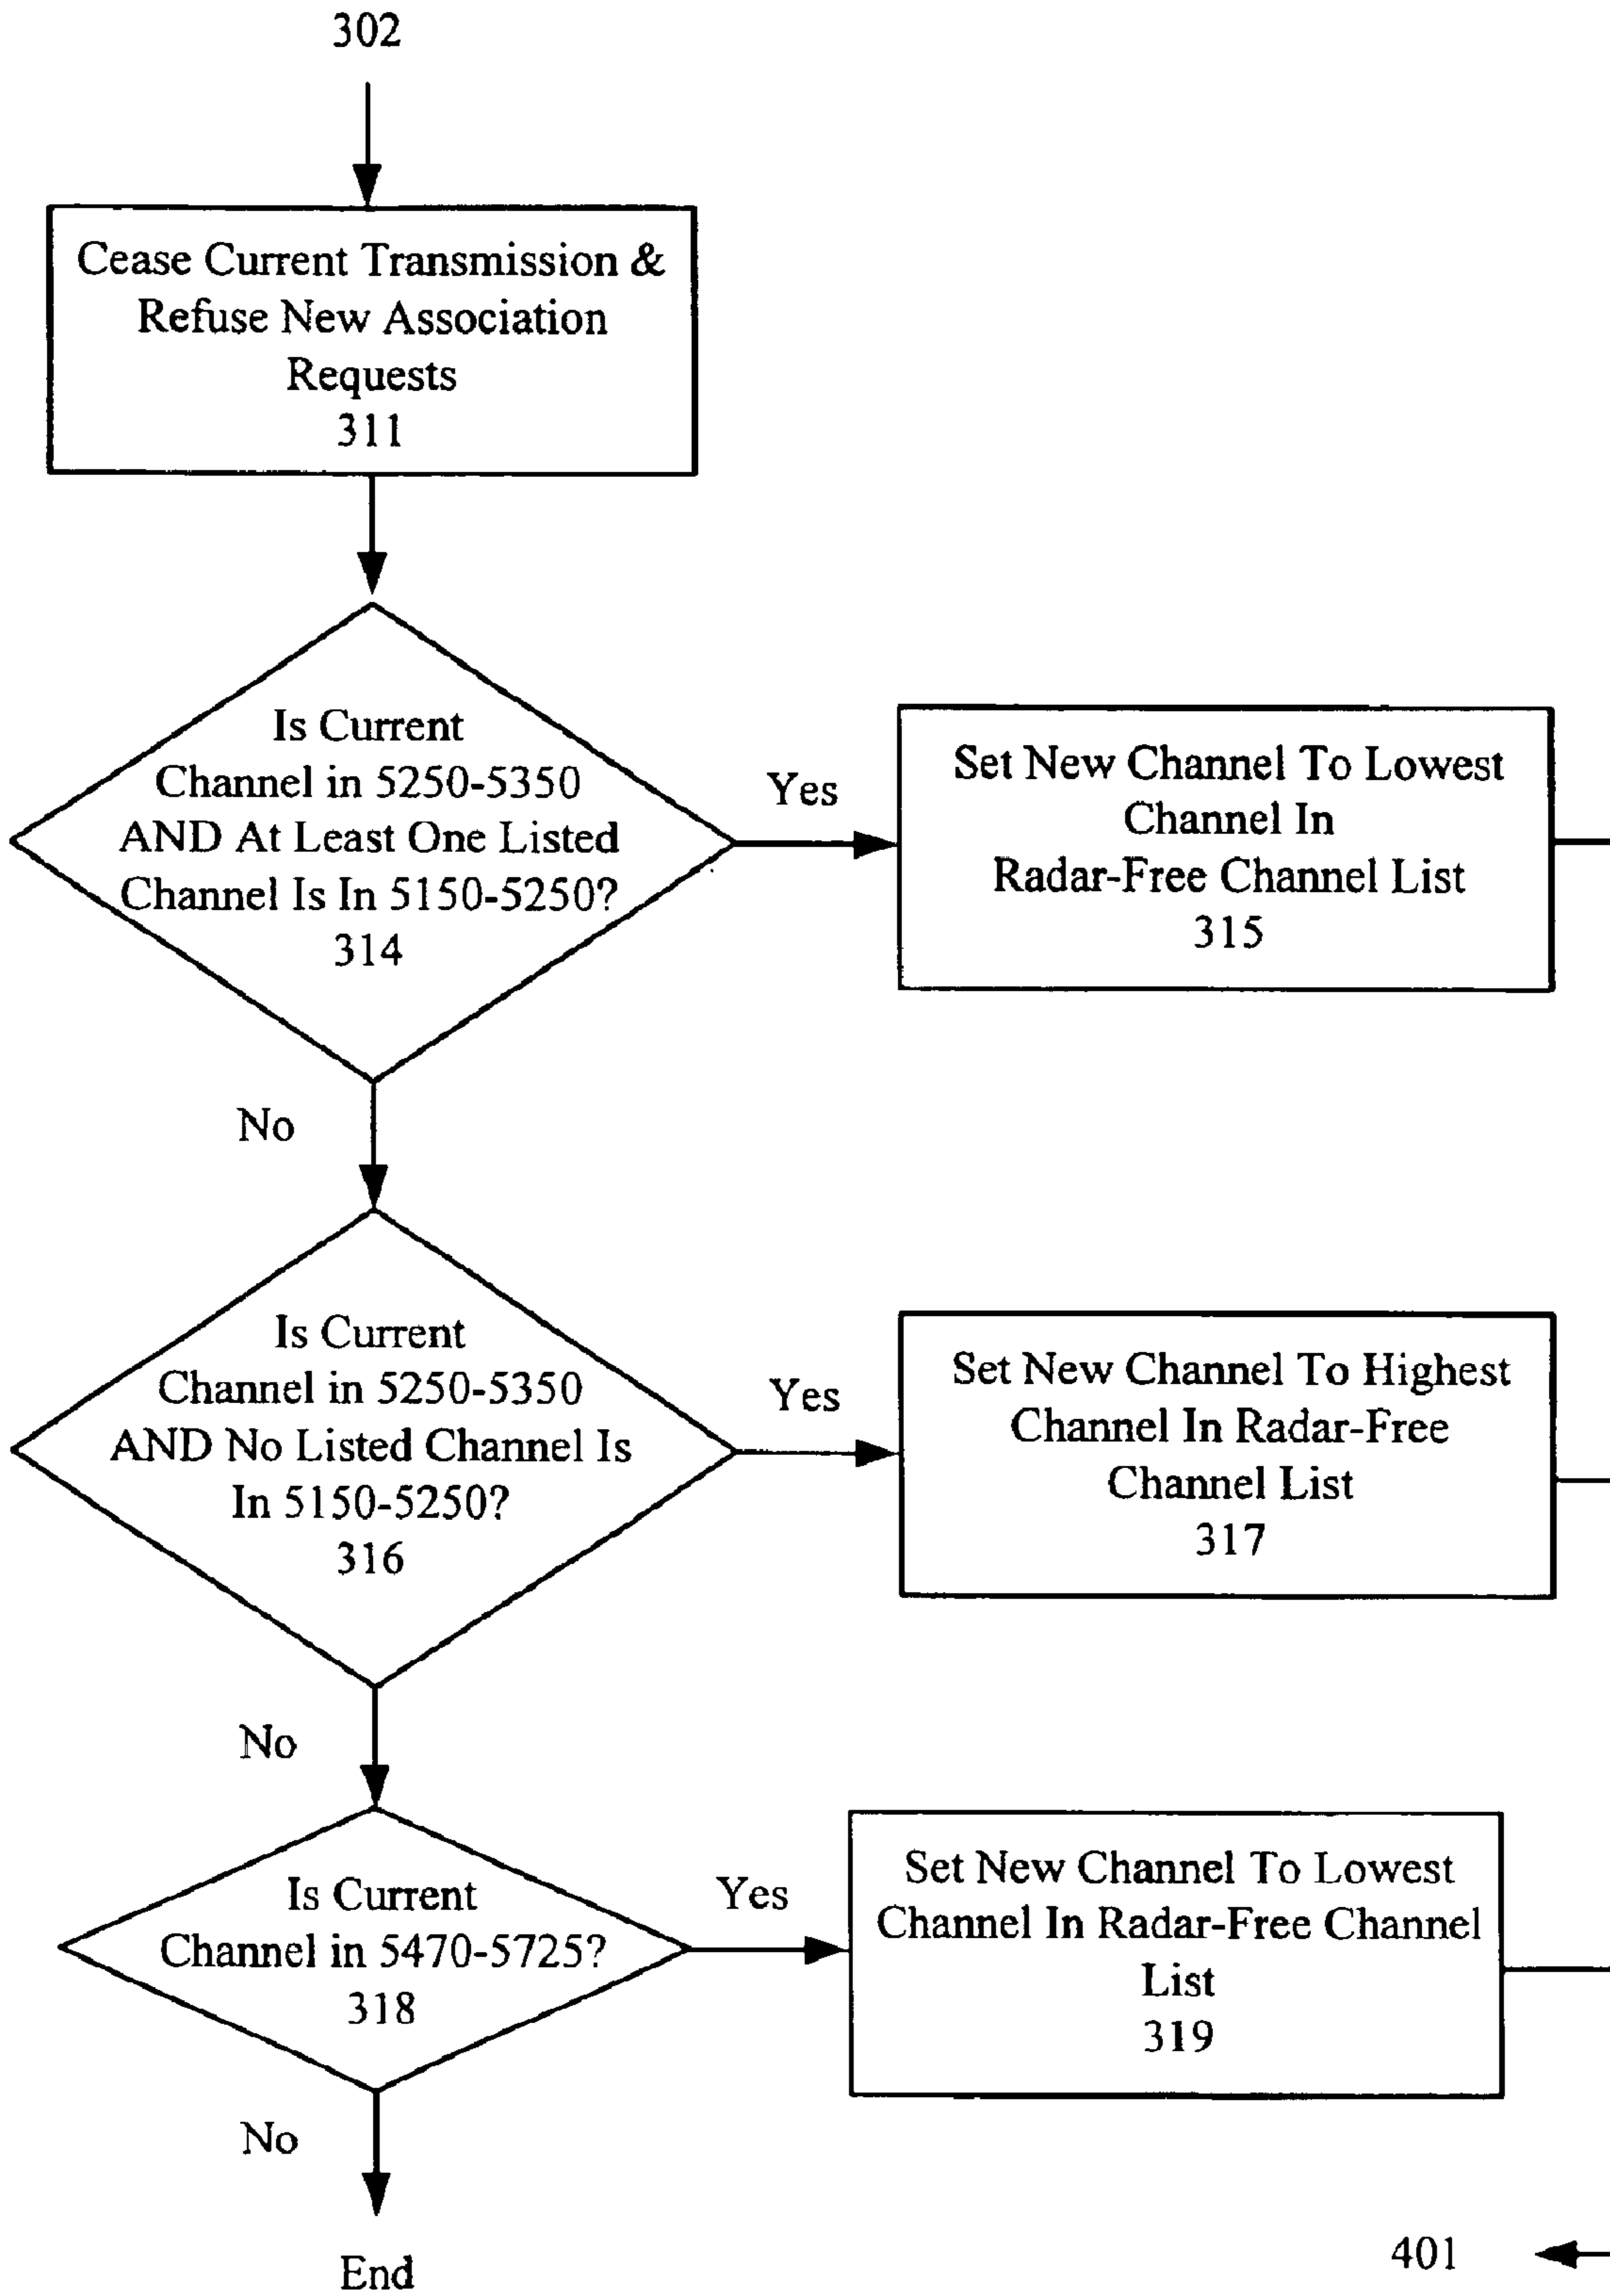 302
Cease Current Transmission &
Refuse New Association
Requests
311
Is Current
Channel in 5250-5350
AND At Least One Listed
Channel Is In 5150-5250?
314
Yes
Set New Channel To Lowest
Channel In
Radar-Free Channel List
315
No
Is Current
Channel in 5250-5350
AND No Listed Channel Is
In 5150-5250?
316
Yes
Set New Channel To Highest
Channel In Radar-Free
Channel List
317
No
Is Current
Channel in 5470-5725?
318
Yes
Set New Channel To Lowest
Channel In Radar-Free Channel
List
319
No
End
401